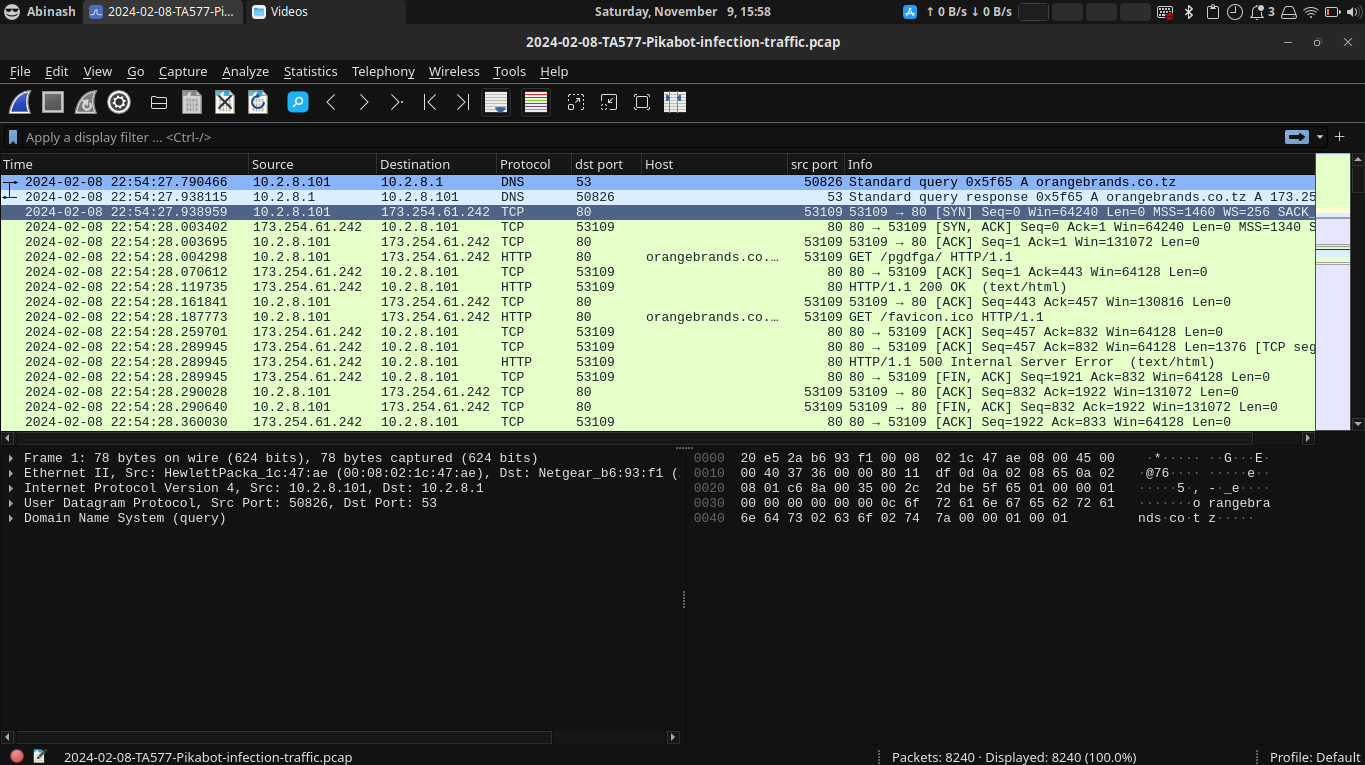 Abinash 2024-02-08-TA577-Pi... Videos Saturday, November 9, 15:58 ↑ 0 B/s ↓ 0 B/s 3
2024-02-08-TA577-Pikabot-infection-traffic.pcap
File Edit View Go Capture Analyze Statistics Telephony Wireless Tools Help
Apply a display filter ... <Ctrl-/>
Time Source Destination Protocol dst port Host src port Info
2024-02-08 22:54:27.790466 10.2.8.101 10.2.8.1 DNS 53 50826 Standard query 0x5f65 A orangebrands.co.tz
2024-02-08 22:54:27.938115 10.2.8.1 10.2.8.101 DNS 50826 53 Standard query response 0x5f65 A orangebrands.co.tz A 173.25
2024-02-08 22:54:27.938959 10.2.8.101 173.254.61.242 TCP 80 53109 53109 → 80 [SYN] Seq=0 Win=64240 Len=0 MSS=1460 WS=256 SACK_
2024-02-08 22:54:28.003402 173.254.61.242 10.2.8.101 TCP 53109 80 80 → 53109 [SYN, ACK] Seq=0 Ack=1 Win=64240 Len=0 MSS=1340 S
2024-02-08 22:54:28.003695 10.2.8.101 173.254.61.242 TCP 80 53109 53109 → 80 [ACK] Seq=1 Ack=1 Win=131072 Len=0
2024-02-08 22:54:28.004298 10.2.8.101 173.254.61.242 HTTP 80 orangebrands.co.... 53109 GET /pgdfga/ HTTP/1.1
2024-02-08 22:54:28.070612 173.254.61.242 10.2.8.101 TCP 53109 80 80 → 53109 [ACK] Seq=1 Ack=443 Win=64128 Len=0
2024-02-08 22:54:28.119735 173.254.61.242 10.2.8.101 HTTP 53109 80 HTTP/1.1 200 OK (text/html)
2024-02-08 22:54:28.161841 10.2.8.101 173.254.61.242 TCP 80 53109 53109 → 80 [ACK] Seq=443 Ack=457 Win=130816 Len=0
2024-02-08 22:54:28.187773 10.2.8.101 173.254.61.242 HTTP 80 orangebrands.co.... 53109 GET /favicon.ico HTTP/1.1
2024-02-08 22:54:28.259701 173.254.61.242 10.2.8.101 TCP 53109 80 80 → 53109 [ACK] Seq=457 Ack=832 Win=64128 Len=0
2024-02-08 22:54:28.289945 173.254.61.242 10.2.8.101 TCP 53109 80 80 → 53109 [ACK] Seq=457 Ack=832 Win=64128 Len=1376 [TCP seg
2024-02-08 22:54:28.289945 173.254.61.242 10.2.8.101 HTTP 53109 80 HTTP/1.1 500 Internal Server Error (text/html)
2024-02-08 22:54:28.289945 173.254.61.242 10.2.8.101 TCP 53109 80 80 → 53109 [FIN, ACK] Seq=1921 Ack=832 Win=64128 Len=0
2024-02-08 22:54:28.290028 10.2.8.101 173.254.61.242 TCP 80 53109 53109 → 80 [ACK] Seq=832 Ack=1922 Win=131072 Len=0
2024-02-08 22:54:28.290640 10.2.8.101 173.254.61.242 TCP 80 53109 53109 → 80 [FIN, ACK] Seq=832 Ack=1922 Win=131072 Len=0
2024-02-08 22:54:28.360030 173.254.61.242 10.2.8.101 TCP 53109 80 80 → 53109 [ACK] Seq=1922 Ack=833 Win=64128 Len=0
Frame 1: 78 bytes on wire (624 bits), 78 bytes captured (624 bits)
Ethernet II, Src: HewlettPacka_1c:47:ae (00:08:02:1c:47:ae), Dst: Netgear_b6:93:f1 (
Internet Protocol Version 4, Src: 10.2.8.101, Dst: 10.2.8.1
User Datagram Protocol, Src Port: 50826, Dst Port: 53
Domain Name System (query)
0000 20 e5 2a b6 93 f1 00 08 02 1c 47 ae 08 00 45 00 ·*····· ··G···E·
0010 00 40 37 36 00 00 80 11 df 0d 0a 02 08 65 0a 02 ·@76···· ·····e··
0020 08 01 c6 8a 00 35 00 2c 2d be 5f 65 01 00 00 01 ·····5·, -·_e····
0030 00 00 00 00 00 00 0c 6f 72 61 6e 67 65 62 72 61 ·······o rangebra
0040 6e 64 73 02 63 6f 02 74 7a 00 00 01 00 01 nds·co·t z·····
2024-02-08-TA577-Pikabot-infection-traffic.pcap Packets: 8240 · Displayed: 8240 (100.0%) Profile: Default